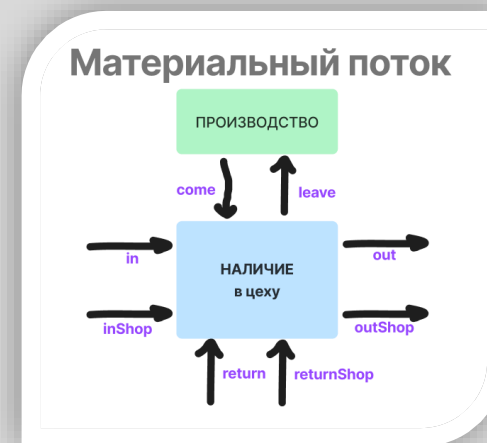 Материальный поток
ПРОИЗВОДСТВО
come
leave
in
НАЛИЧИЕ
в цеху
out
inShop
outShop
return
returnShop